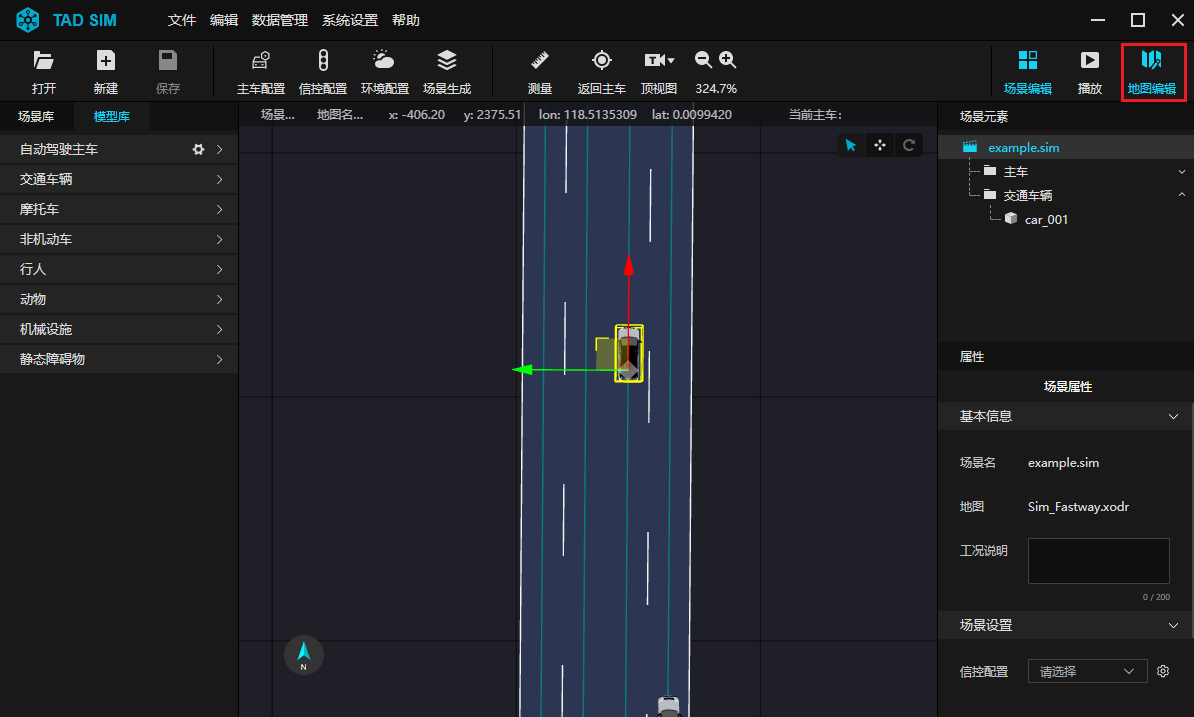 TAD SIM 文件 编辑 数据管理 系统设置 帮助
打开 新建 保存 主车配置 信控配置 环境配置 场景生成 测量 返回主车 顶视图 324.7% 场景编辑 播放 地图编辑
场景库 模型库 场景... 地图名... x: -406.20 y: 2375.51 lon: 118.5135309 lat: 0.0099420 当前主车: 场景元素
自动驾驶主车
交通车辆
摩托车
非机动车
行人
动物
机械设施
静态障碍物
N
example.sim
主车
交通车辆
car_001
属性
场景属性
基本信息
场景名 example.sim
地图 Sim_Fastway.xodr
工况说明
0 / 200
场景设置
信控配置 请选择